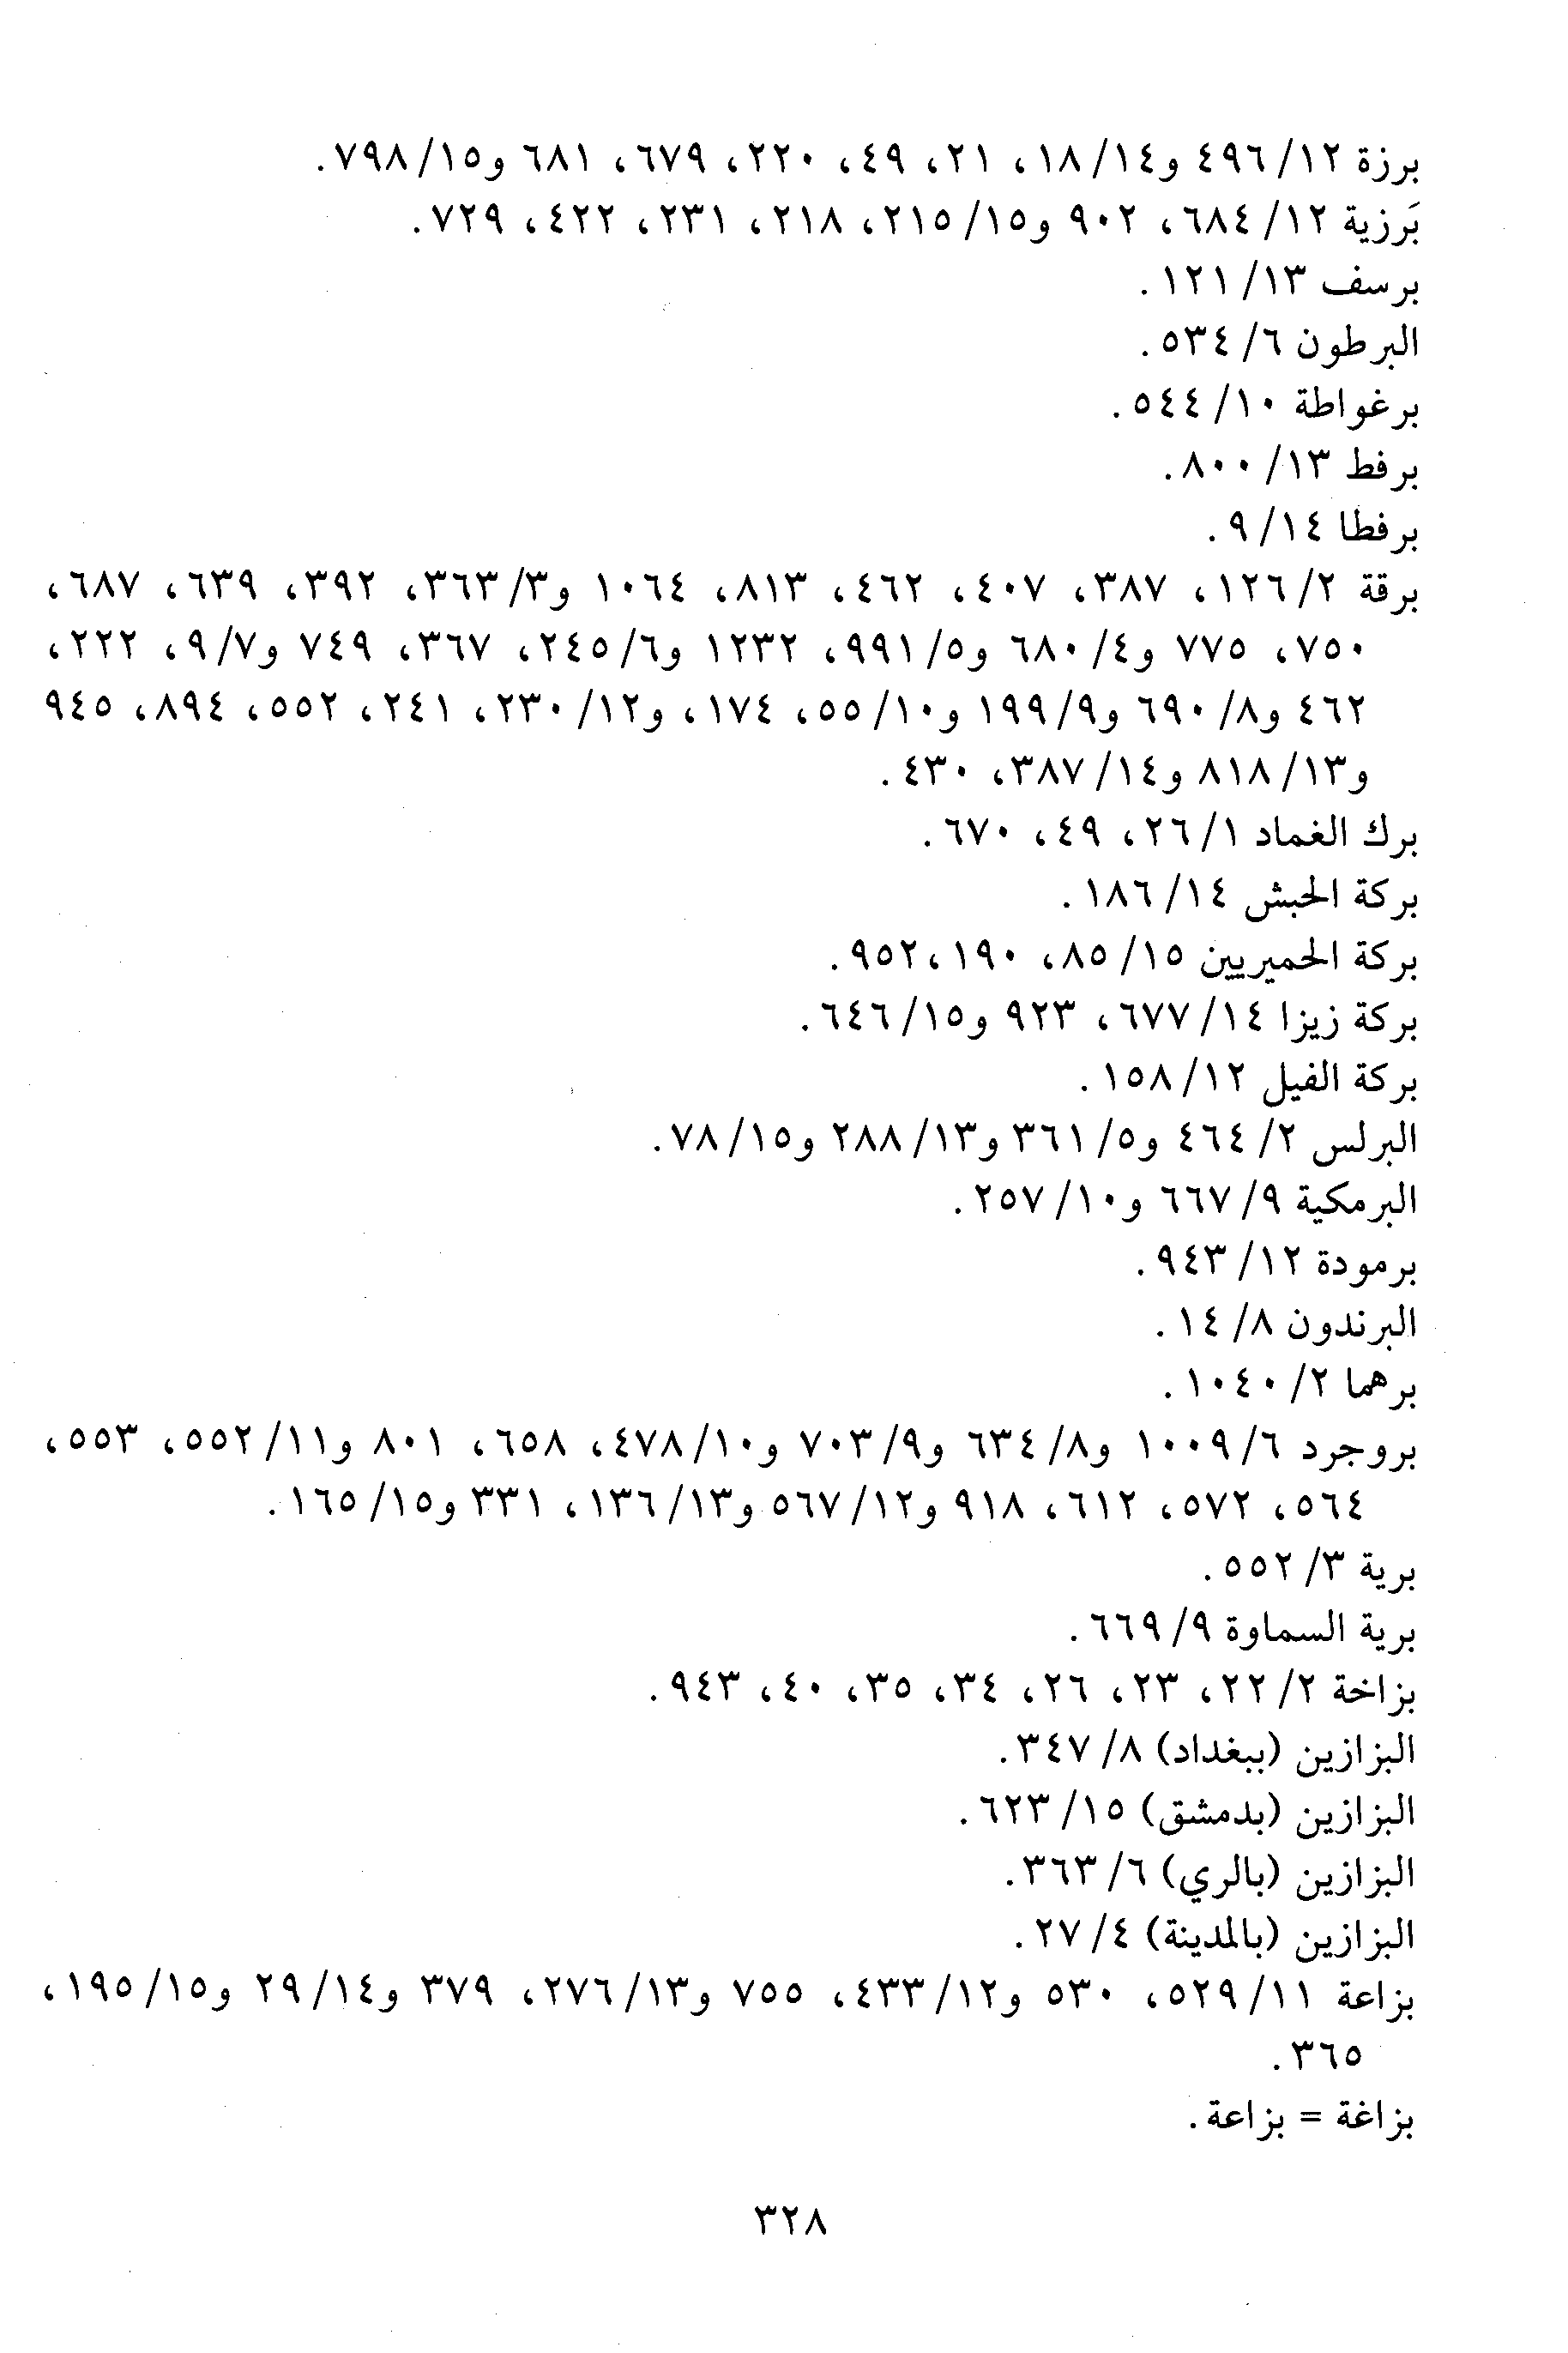 برزة ١٢/ ٤٩٦ و١٤/ ١٨، ٢١، ٤٩، ٢٢٠، ٦٧٩، ٦٨١ و١٥/ ٧٩٨.
بَرزية ١٢/ ٦٨٤، ٩٠٢ و١٥/ ٢١٥، ٢١٨، ٢٣١، ٤٢٢، ٧٢٩.
برسف ١٣/ ١٢١.
البرطون ٦/ ٥٣٤.
برغواطة ١٠/ ٥٤٤.
برفط ١٣/ ٨٠٠.
برفطا ١٤/ ٩.
برقة ٢/ ١٢٦، ٣٨٧، ٤٠٧، ٤٦٢، ٨١٣، ١٠٦٤ و٣/ ٣٦٣، ٣٩٢، ٦٣٩، ٦٨٧،
٧٥٠، ٧٧٥ و٤/ ٦٨٠ و٥/ ٩٩١، ١٢٣٢ و٦/ ٢٤٥، ٣٦٧، ٧٤٩ و٧/ ٩، ٢٢٢،
٤٦٢ و٨/ ٦٩٠ و٩/ ١٩٩ و١٠/ ٥٥، ١٧٤، و١٢/ ٢٣٠، ٢٤١، ٥٥٢، ٨٩٤، ٩٤٥
و١٣/ ٨١٨ و١٤/ ٣٨٧، ٤٣٠.
برك الغماد ١/ ٢٦، ٤٩، ٦٧٠.
بركة الحبش ١٤/ ١٨٦.
بركة الحميريين ١٥/ ٨٥، ١٩٠، ٩٥٢.
بركة زيزا ١٤/ ٦٧٧، ٩٢٣ و١٥/ ٦٤٦.
بركة الفيل ١٢/ ١٥٨.
البرلس ٢/ ٤٦٤ و٥/ ٣٦١ و١٣/ ٢٨٨ و١٥/ ٧٨.
البرمكية ٩/ ٦٦٧ و١٠/ ٢٥٧.
برمودة ١٢/ ٩٤٣.
البرندون ٨/ ١٤.
برهما ٢/ ١٠٤٠.
بروجرد ٦/ ١٠٠٩ و٨/ ٦٣٤ و٩/ ٧٠٣ و١٠/ ٤٧٨، ٦٥٨، ٨٠١ و١١/ ٥٥٢، ٥٥٣،
٥٦٤، ٥٧٢، ٦١٢، ٩١٨ و١٢/ ٥٦٧ و١٣/ ١٣٦، ٣٣١ و١٥/ ١٦٥.
برية ٣/ ٥٥٢.
برية السماوة ٩/ ٦٦٩.
بزاخة ٢/ ٢٢، ٢٣، ٢٦، ٣٤، ٣٥، ٤٠، ٩٤٣.
البزازين (ببغداد) ٨/ ٣٤٧.
البزازين (بدمشق) ١٥/ ٦٢٣.
البزازين (بالري) ٦/ ٣٦٣.
البزازين (بالمدينة) ٤/ ٢٧.
بزاعة ١١/ ٥٢٩، ٥٣٠ و١٢/ ٤٣٣، ٧٥٥ و١٣/ ٢٧٦، ٣٧٩ و١٤/ ٢٩ و١٥/ ١٩٥،
٣٦٥.
بزاغة = بزاعة.
٣٢٨